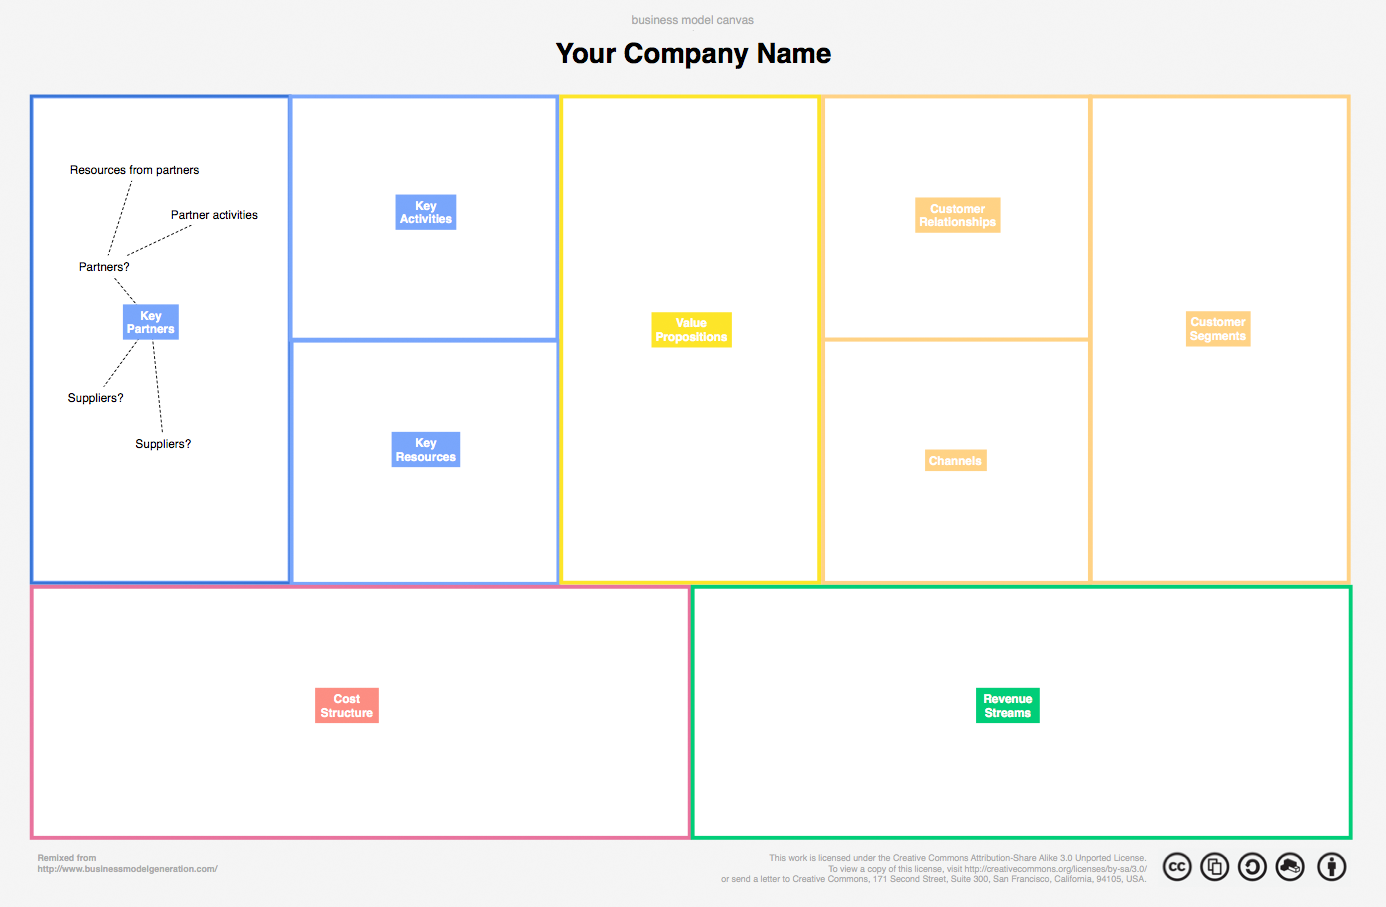 business model canvas
Your Company Name
Resources from partners
Partner activities
Partners?
Key
Partners
Suppliers?
Suppliers?
Key
Activities
Key
Resources
Value
Propositions
Customer
Relationships
Channels
Customer
Segments
Cost
Structure
Revenue
Streams
Remixed from
http://www.businessmodelgeneration.com/
This work is licensed under the Creative Commons Attribution-Share Alike 3.0 Unported License.
To view a copy of this license, visit http://creativecommons.org/licenses/by-sa/3.0/
or send a letter to Creative Commons, 171 Second Street, Suite 300, San Francisco, California, 94105, USA.
cc